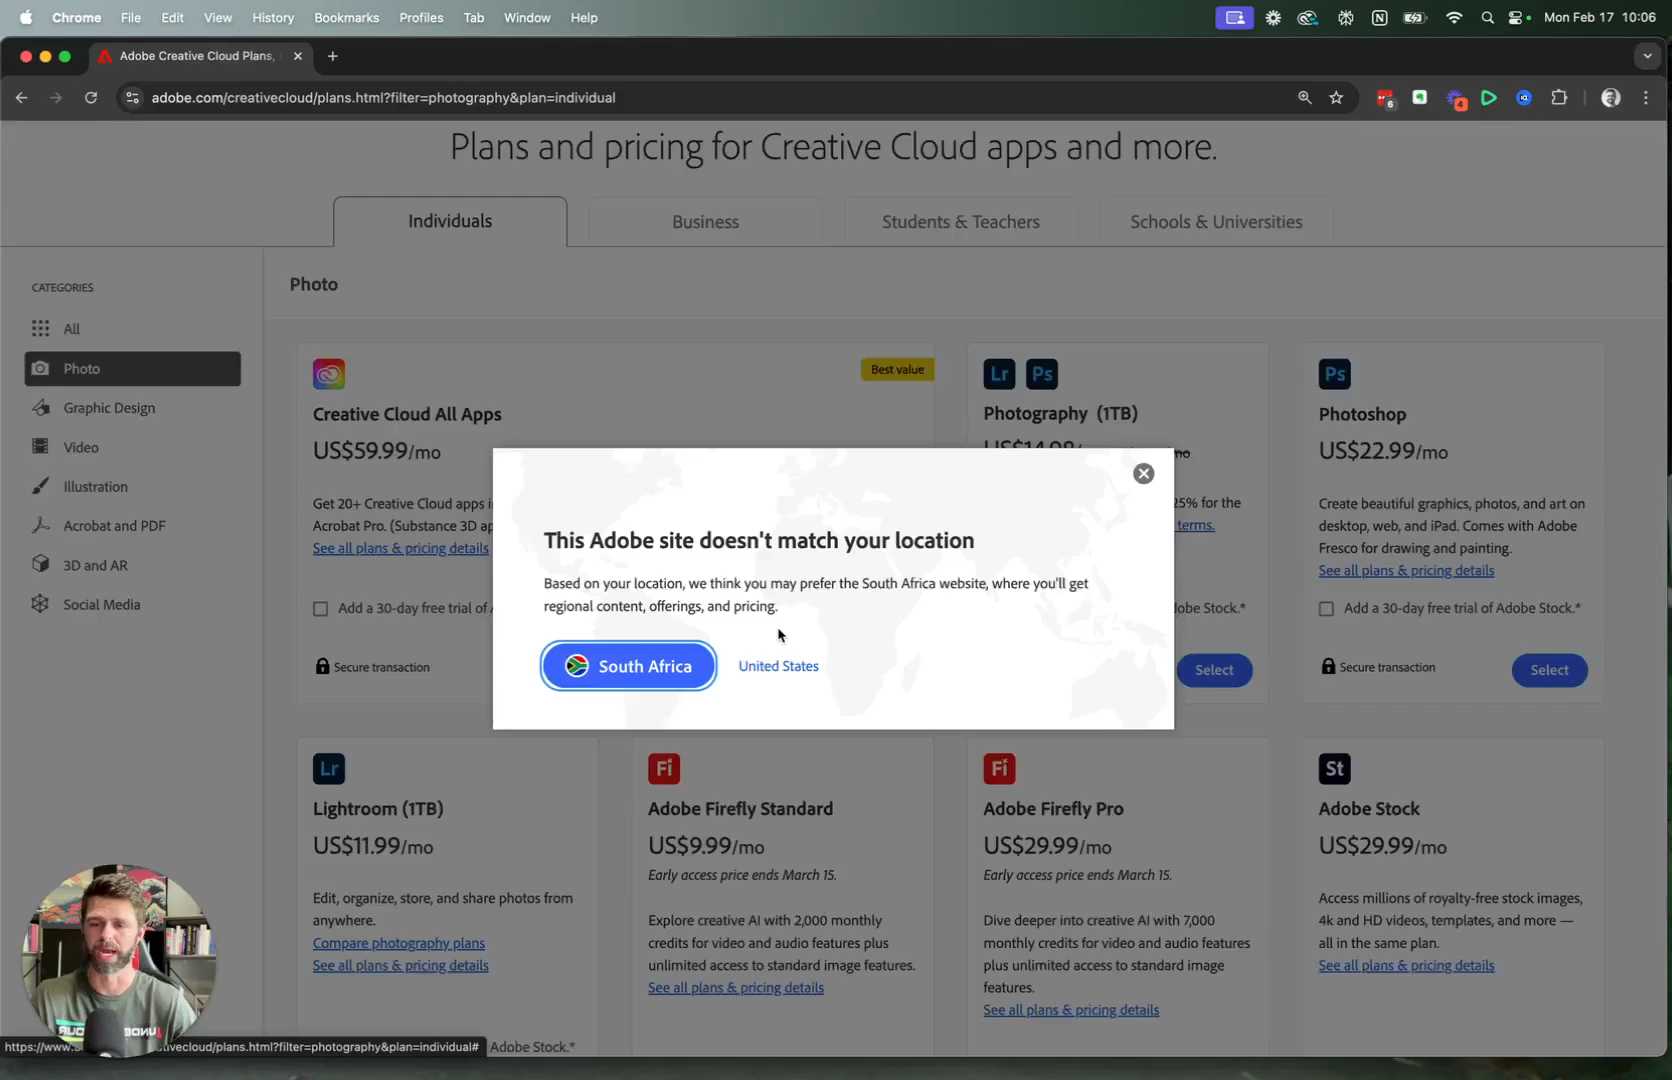 Chrome File Edit View History Bookmarks Profiles Tab Window Help Mon Feb 17 10:06
Adobe Creative Cloud Plans,
adobe.com/creativecloud/plans.html?filter=photography&plan=individual
6
4
Plans and pricing for Creative Cloud apps and more.
Individuals
Business
Students & Teachers
Schools & Universities
CATEGORIES
All
Photo
Graphic Design
Video
Illustration
Acrobat and PDF
3D and AR
Social Media
Photo
Best value
Creative Cloud All Apps
US$59.99/mo
Get 20+ Creative Cloud apps
Acrobat Pro. (Substance 3D
See all plans & pricing details
Add a 30-day free trial of
Secure transaction
Lr Ps
Photography (1TB)
US$14.98/
25% for the
terms.
Select
Ps
Photoshop
US$22.99/mo
Create beautiful graphics, photos, and art on
desktop, web, and iPad. Comes with Adobe
Fresco for drawing and painting.
See all plans & pricing details
Add a 30-day free trial of Adobe Stock.*
Secure transaction
Select
This Adobe site doesn't match your location
Based on your location, we think you may prefer the South Africa website, where you'll get
regional content, offerings, and pricing.
South Africa
United States
Lr
Lightroom (1TB)
US$11.99/mo
Edit, organize, store, and share photos from
anywhere.
Compare photography plans
See all plans & pricing details
Adobe Stock.*
Fi
Adobe Firefly Standard
US$9.99/mo
Early access price ends March 15.
Explore creative AI with 2,000 monthly
credits for video and audio features plus
unlimited access to standard image features.
See all plans & pricing details
Fi
Adobe Firefly Pro
US$29.99/mo
Early access price ends March 15.
Dive deeper into creative AI with 7,000
monthly credits for video and audio features
plus unlimited access to standard image
features.
See all plans & pricing details
St
Adobe Stock
US$29.99/mo
Access millions of royalty-free stock images,
4k and HD videos, templates, and more —
all in the same plan.
See all plans & pricing details